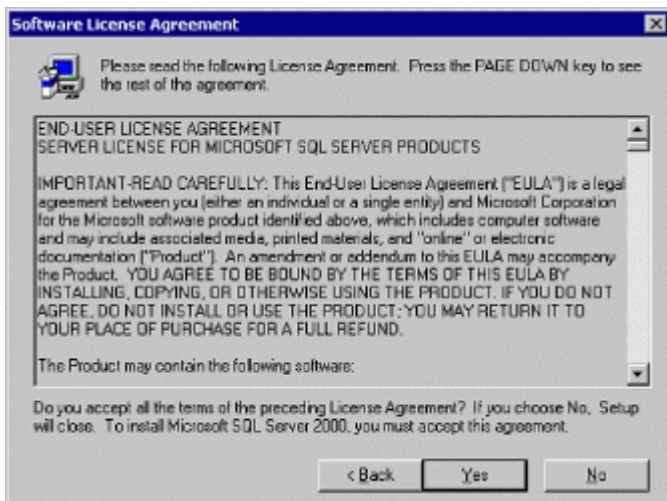 Software License Agreement
Please read the following License Agreement. Press the PAGE DOWN key to see
the rest of the agreement.
END-USER LICENSE AGREEMENT
SERVER LICENSE FOR MICROSOFT SQL SERVER PRODUCTS
IMPORTANT-READ CAREFULLY: This End-User License Agreement ("EULA") is a legal
agreement between you (either an individual or a single entity) and Microsoft Corporation
for the Microsoft software product identified above, which includes computer software
and may include associated media, printed materials, and "online" or electronic
documentation ("Product"). An amendment or addendum to this EULA may accompany
the Product. YOU AGREE TO BE BOUND BY THE TERMS OF THIS EULA BY
INSTALLING, COPYING, OR OTHERWISE USING THE PRODUCT. IF YOU DO NOT
AGREE, DO NOT INSTALL OR USE THE PRODUCT; YOU MAY RETURN IT TO
YOUR PLACE OF PURCHASE FOR A FULL REFUND.
The Product may contain the following software:
Do you accept all the terms of the preceding License Agreement? If you choose No, Setup
will close. To install Microsoft SQL Server 2000, you must accept this agreement.
< Back
Yes
No